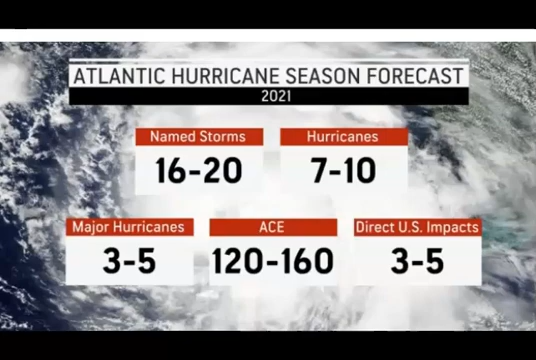 ATLANTIC HURRICANE SEASON FORECAST
2021
Named Storms
16-20
Hurricanes
7-10
Major Hurricanes
3-5
ACE
120-160
Direct U.S. Impacts
3-5